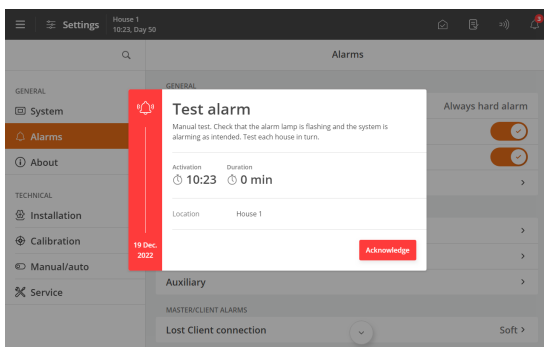 Settings
House 1
10:23, Day 50
3
Alarms
GENERAL
System
Alarms
About
TECHNICAL
Installation
Calibration
Manual/auto
Service
GENERAL
Always hard alarm
Test alarm
Manual test. Check that the alarm lamp is flashing and the system is
alarming as intended. Test each house in turn.
Activation
Duration
10:23
0 min
Location
House 1
19 Dec.
2022
Acknowledge
Auxiliary
MASTER/CLIENT ALARMS
Lost Client connection
Soft